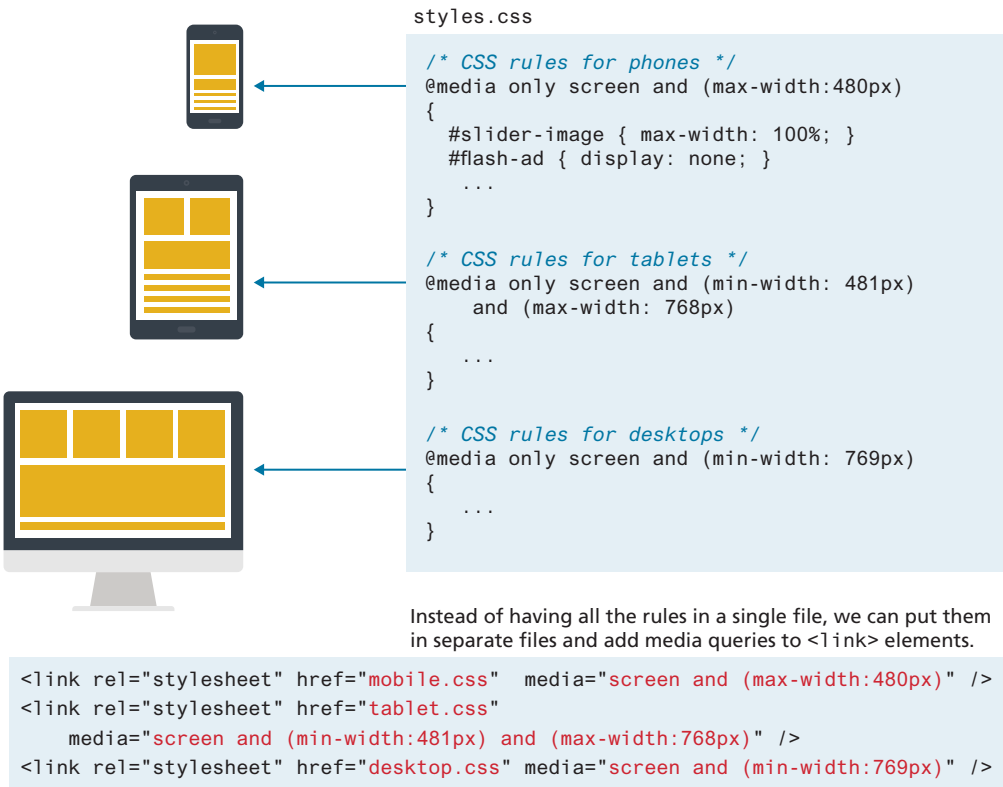 styles.css
/* CSS rules for phones */
@media only screen and (max-width:480px)
{
#slider-image { max-width: 100%; }
#flash-ad { display: none; }
...
}
/* CSS rules for tablets */
@media only screen and (min-width: 481px)
and (max-width: 768px)
{
...
}
/* CSS rules for desktops */
@media only screen and (min-width: 769px)
{
...
}
Instead of having all the rules in a single file, we can put them
in separate files and add media queries to <link> elements.
<link rel="stylesheet" href="mobile.css" media="screen and (max-width:480px)" />
<link rel="stylesheet" href="tablet.css"
media="screen and (min-width:481px) and (max-width:768px)" />
<link rel="stylesheet" href="desktop.css" media="screen and (min-width:769px)" />